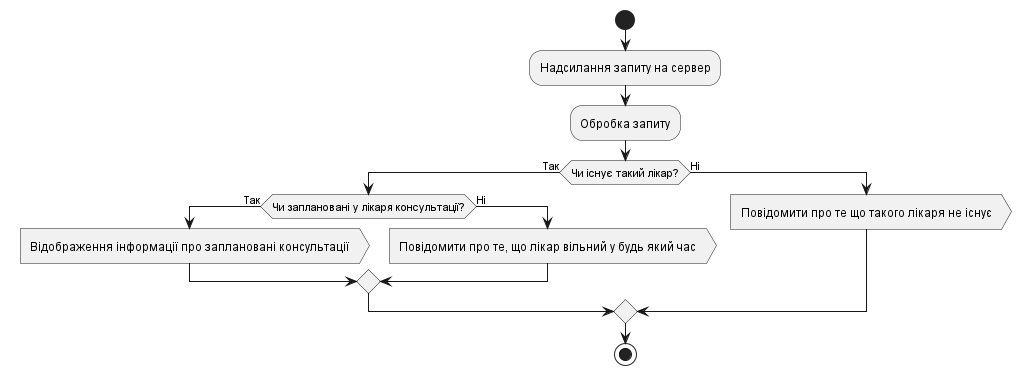 Надсилання запиту на сервер
Обробка запиту
Так
Чи існує такий лікар?
Ні
Так
Чи заплановані у лікаря консультації?
Ні
Повідомити про те що такого лікаря не існує
Відображення інформації про заплановані консультації
Повідомити про те, що лікар вільний у будь який час